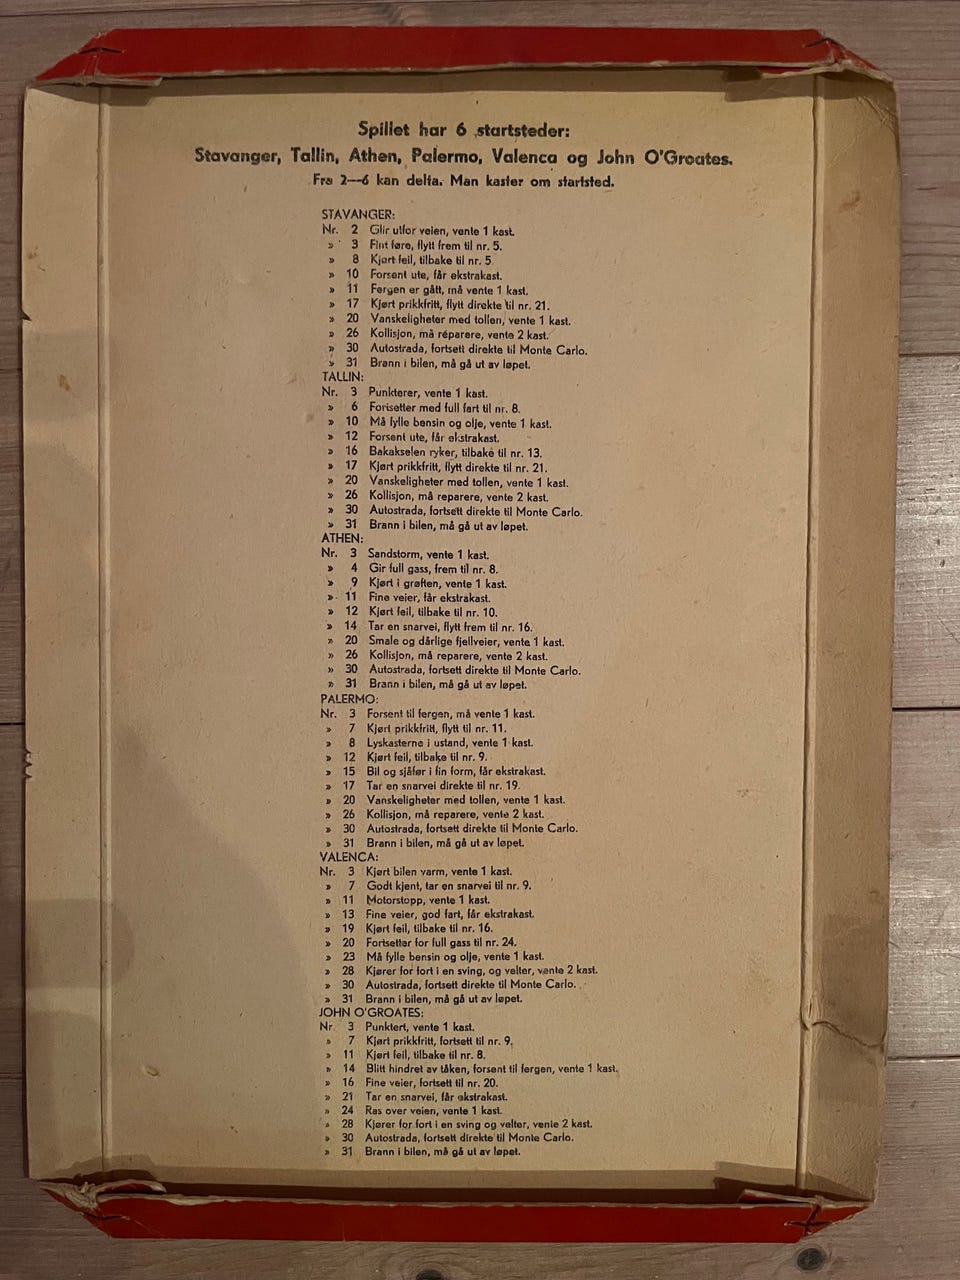 Spillet har 6 startsteder:
Stavanger, Tallin, Athen, Palermo, Valenca og John O'Groates.
Fra 2—6 kan delta. Man kaster om startsted.
STAVANGER:
Nr. 2 Glir utfor veien, vente 1 kast.
» 3 Fint føre, flytt frem til nr. 5.
» 8 Kjørt feil, tilbake til nr. 5
» 10 Forsent ute, får ekstrakast.
» 11 Fergen er gått, må vente 1 kast.
» 17 Kjørt prikkfritt, flytt direkte til nr. 21.
» 20 Vanskeligheter med tollen, vente 1 kast.
» 26 Kollisjon, må reparere, vente 2 kast.
» 30 Autostrada, fortsett direkte til Monte Carlo.
» 31 Brann i bilen, må gå ut av løpet.
TALLIN:
Nr. 3 Punkterer, vente 1 kast.
» 6 Fortsetter med full fart til nr. 8.
» 10 Må fylle bensin og olje, vente 1 kast.
» 12 Forsent ute, får ekstrakast.
» 16 Bakakselen ryker, tilbake til nr. 13.
» 17 Kjørt prikkfritt, flytt direkte til nr. 21.
» 20 Vanskeligheter med tollen, vente 1 kast.
» 26 Kollisjon, må reparere, vente 2 kast.
» 30 Autostrada, fortsett direkte til Monte Carlo.
» 31 Brann i bilen, må gå ut av løpet.
ATHEN:
Nr. 3 Sandstorm, vente 1 kast.
» 4 Gir full gass, frem til nr. 8.
» 9 Kjørt i grøften, vente 1 kast.
» 11 Fine veier, får ekstrakast.
» 12 Kjørt feil, tilbake til nr. 10.
» 14 Tar en snarvei, flytt frem til nr. 16.
» 20 Smale og dårlige fjellveier, vente 1 kast.
» 26 Kollisjon, må reparere, vente 2 kast.
» 30 Autostrada, fortsett direkte til Monte Carlo.
» 31 Brann i bilen, må gå ut av løpet.
PALERMO:
Nr. 3 Forsent til fergen, må vente 1 kast.
» 7 Kjørt prikkfritt, flytt til nr. 11.
» 8 Lyskasterne i ustand, vente 1 kast.
» 12 Kjørt feil, tilbake til nr. 9.
» 15 Bil og sjåfør i fin form, får ekstrakast.
» 17 Tar en snarvei direkte til nr. 19.
» 20 Vanskeligheter med tollen, vente 1 kast.
» 26 Kollisjon, må reparere, vente 2 kast.
» 30 Autostrada, fortsett direkte til Monte Carlo.
» 31 Brann i bilen, må gå ut av løpet.
VALENCA:
Nr. 3 Kjørt bilen varm, vente 1 kast.
» 7 Godt kjent, tar en snarvei til nr. 9.
» 11 Motorstopp, vente 1 kast.
» 13 Fine veier, god fart, får ekstrakast.
» 19 Kjørt feil, tilbake til nr. 16.
» 20 Fortsetter for full gass til nr. 24.
» 23 Må fylle bensin og olje, vente 1 kast.
» 28 Kjører for fort i en sving, og velter, vente 2 kast.
» 30 Autostrada, fortsett direkte til Monte Carlo.
» 31 Brann i bilen, må gå ut av løpet.
JOHN O'GROATES:
Nr. 3 Punktert, vente 1 kast.
» 7 Kjørt prikkfritt, fortsett til nr. 9.
» 11 Kjørt feil, tilbake til nr. 8.
» 14 Blitt hindret av tåken, forsent til fergen, vente 1 kast.
» 16 Fine veier, fortsett til nr. 20.
» 21 Tar en snarvei, får ekstrakast.
» 24 Ras over veien, vente 1 kast.
» 28 Kjører for fort i en sving og velter, vente 2 kast.
» 30 Autostrada, fortsett direkte til Monte Carlo.
» 31 Brann i bilen, må gå ut av løpet.